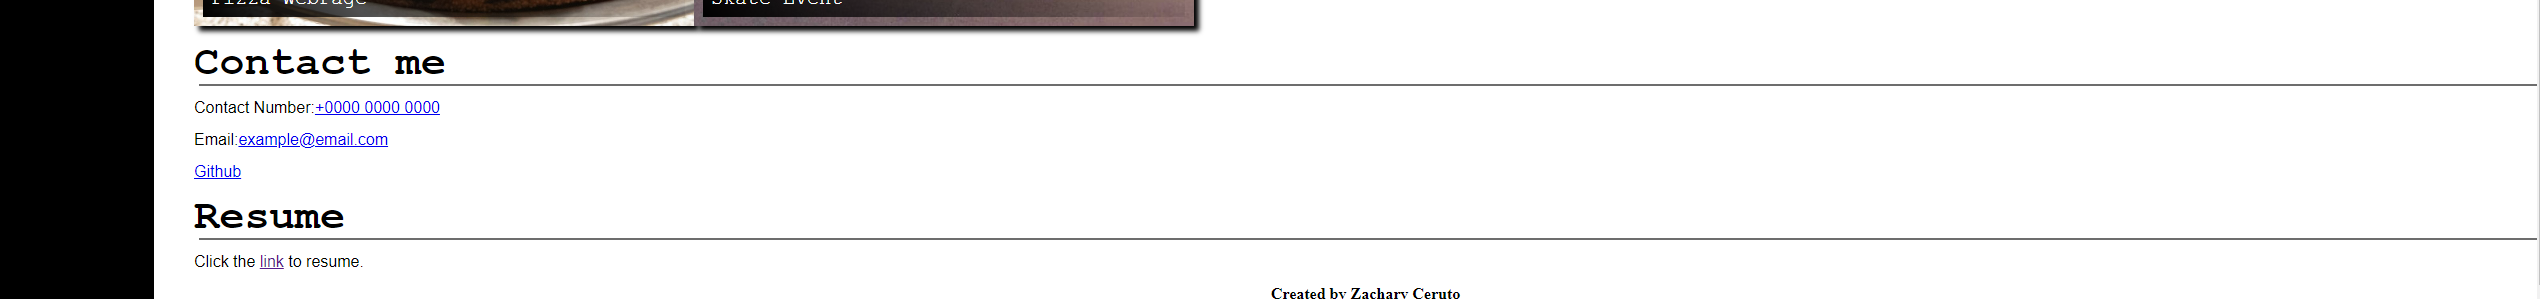 Pizza WebPage
Skate Event
Contact me
Contact Number:+0000 0000 0000
Email:example@email.com
Github
Resume
Click the link to resume.
Created by Zachary Ceruto